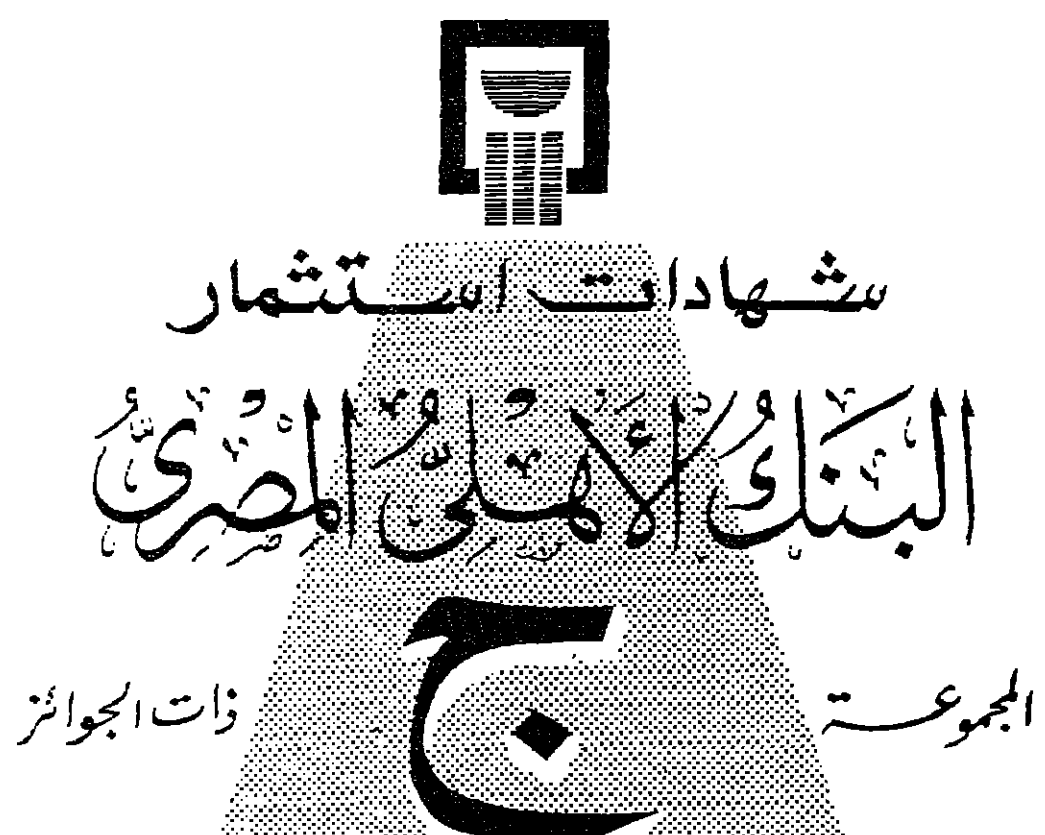 شهادات استثمار
البنك الأهلي المصري
المجموعة ج ذات الجوائز